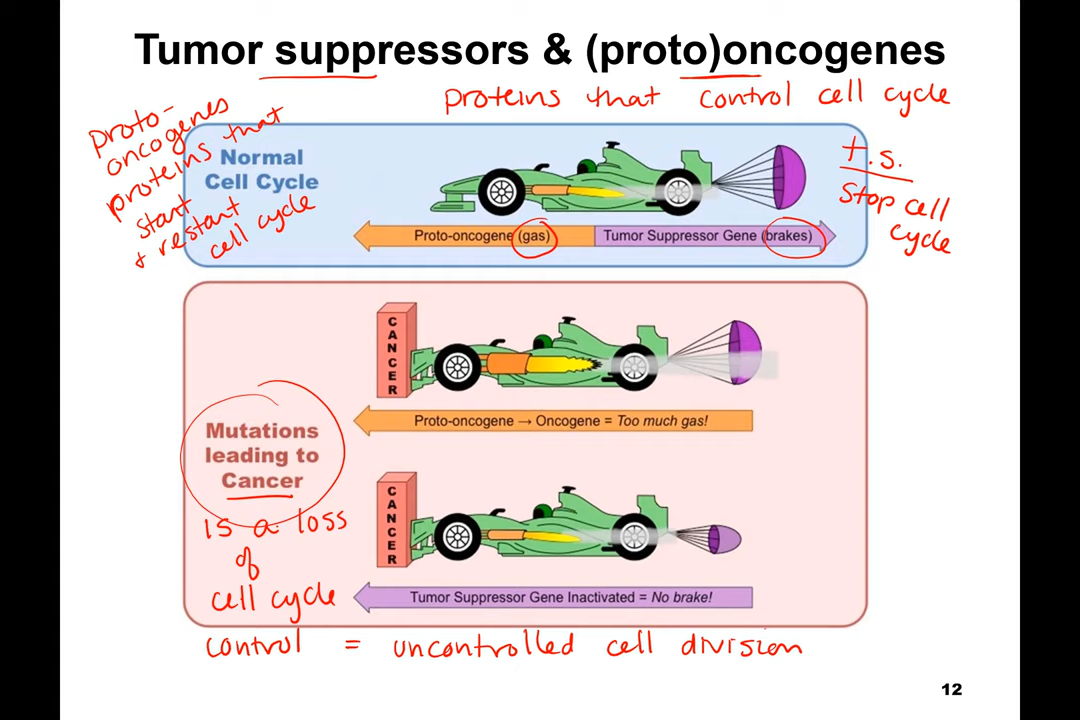 Tumor suppressors & (proto)oncogenes
proteins that control cell cycle
proto-
oncogenes
proteins that
start
+ restart
cell cycle
Normal
Cell Cycle
t.s.
stop cell
cycle
Proto-oncogene (gas)
Tumor Suppressor Gene (brakes)
CANCER
Proto-oncogene → Oncogene = Too much gas!
Mutations
leading to
Cancer
is a loss
of
cell cycle
control = uncontrolled cell division
CANCER
Tumor Suppressor Gene Inactivated = No brake!
12